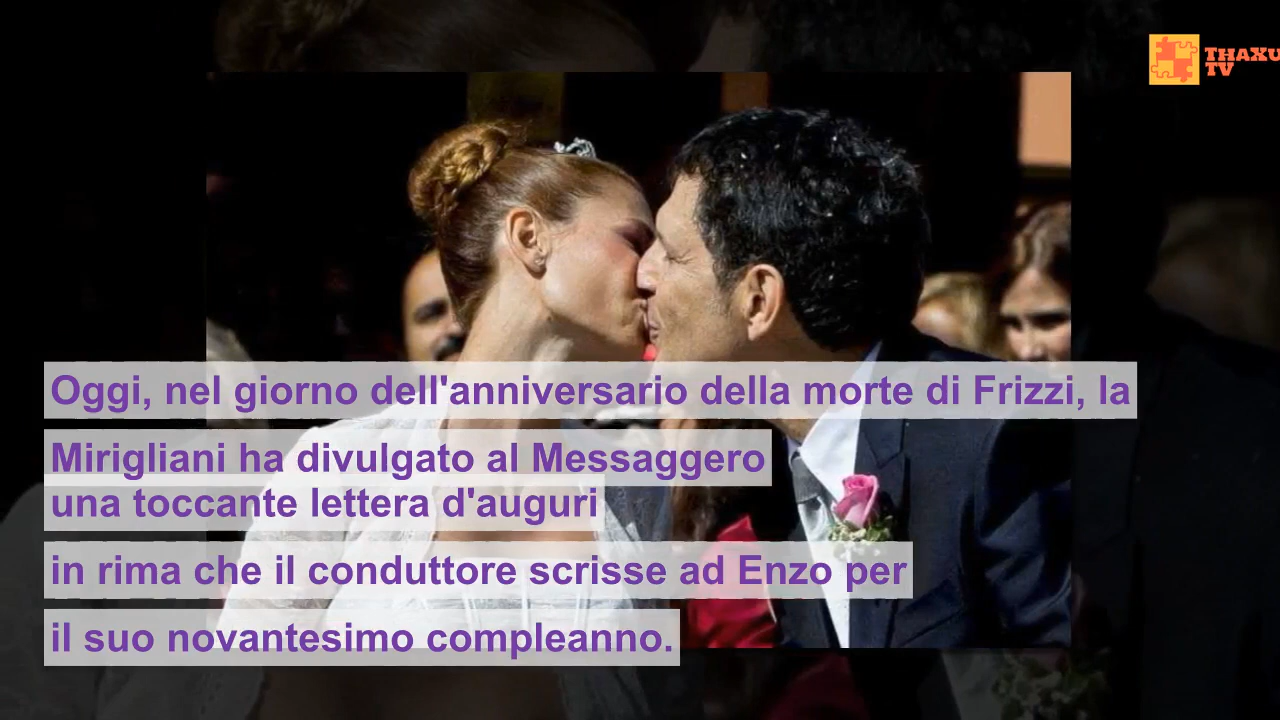 THAXU
TV
Oggi, nel giorno dell'anniversario della morte di Frizzi, la
Mirigliani ha divulgato al Messaggero
una toccante lettera d'auguri
in rima che il conduttore scrisse ad Enzo per
il suo novantesimo compleanno.